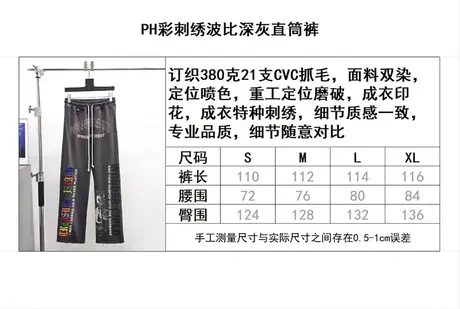 PH彩刺绣波比深灰直筒裤
订织380克21支CVC抓毛，面料双染，
定位喷色，重工定位磨破，成衣印
花，成衣特种刺绣，细节质感一致，
专业品质，细节随意对比
尺码 S M L XL
裤长 110 112 114 116
腰围 72 76 80 84
臀围 124 128 132 136
手工测量尺寸与实际尺寸之间存在0.5-1cm误差